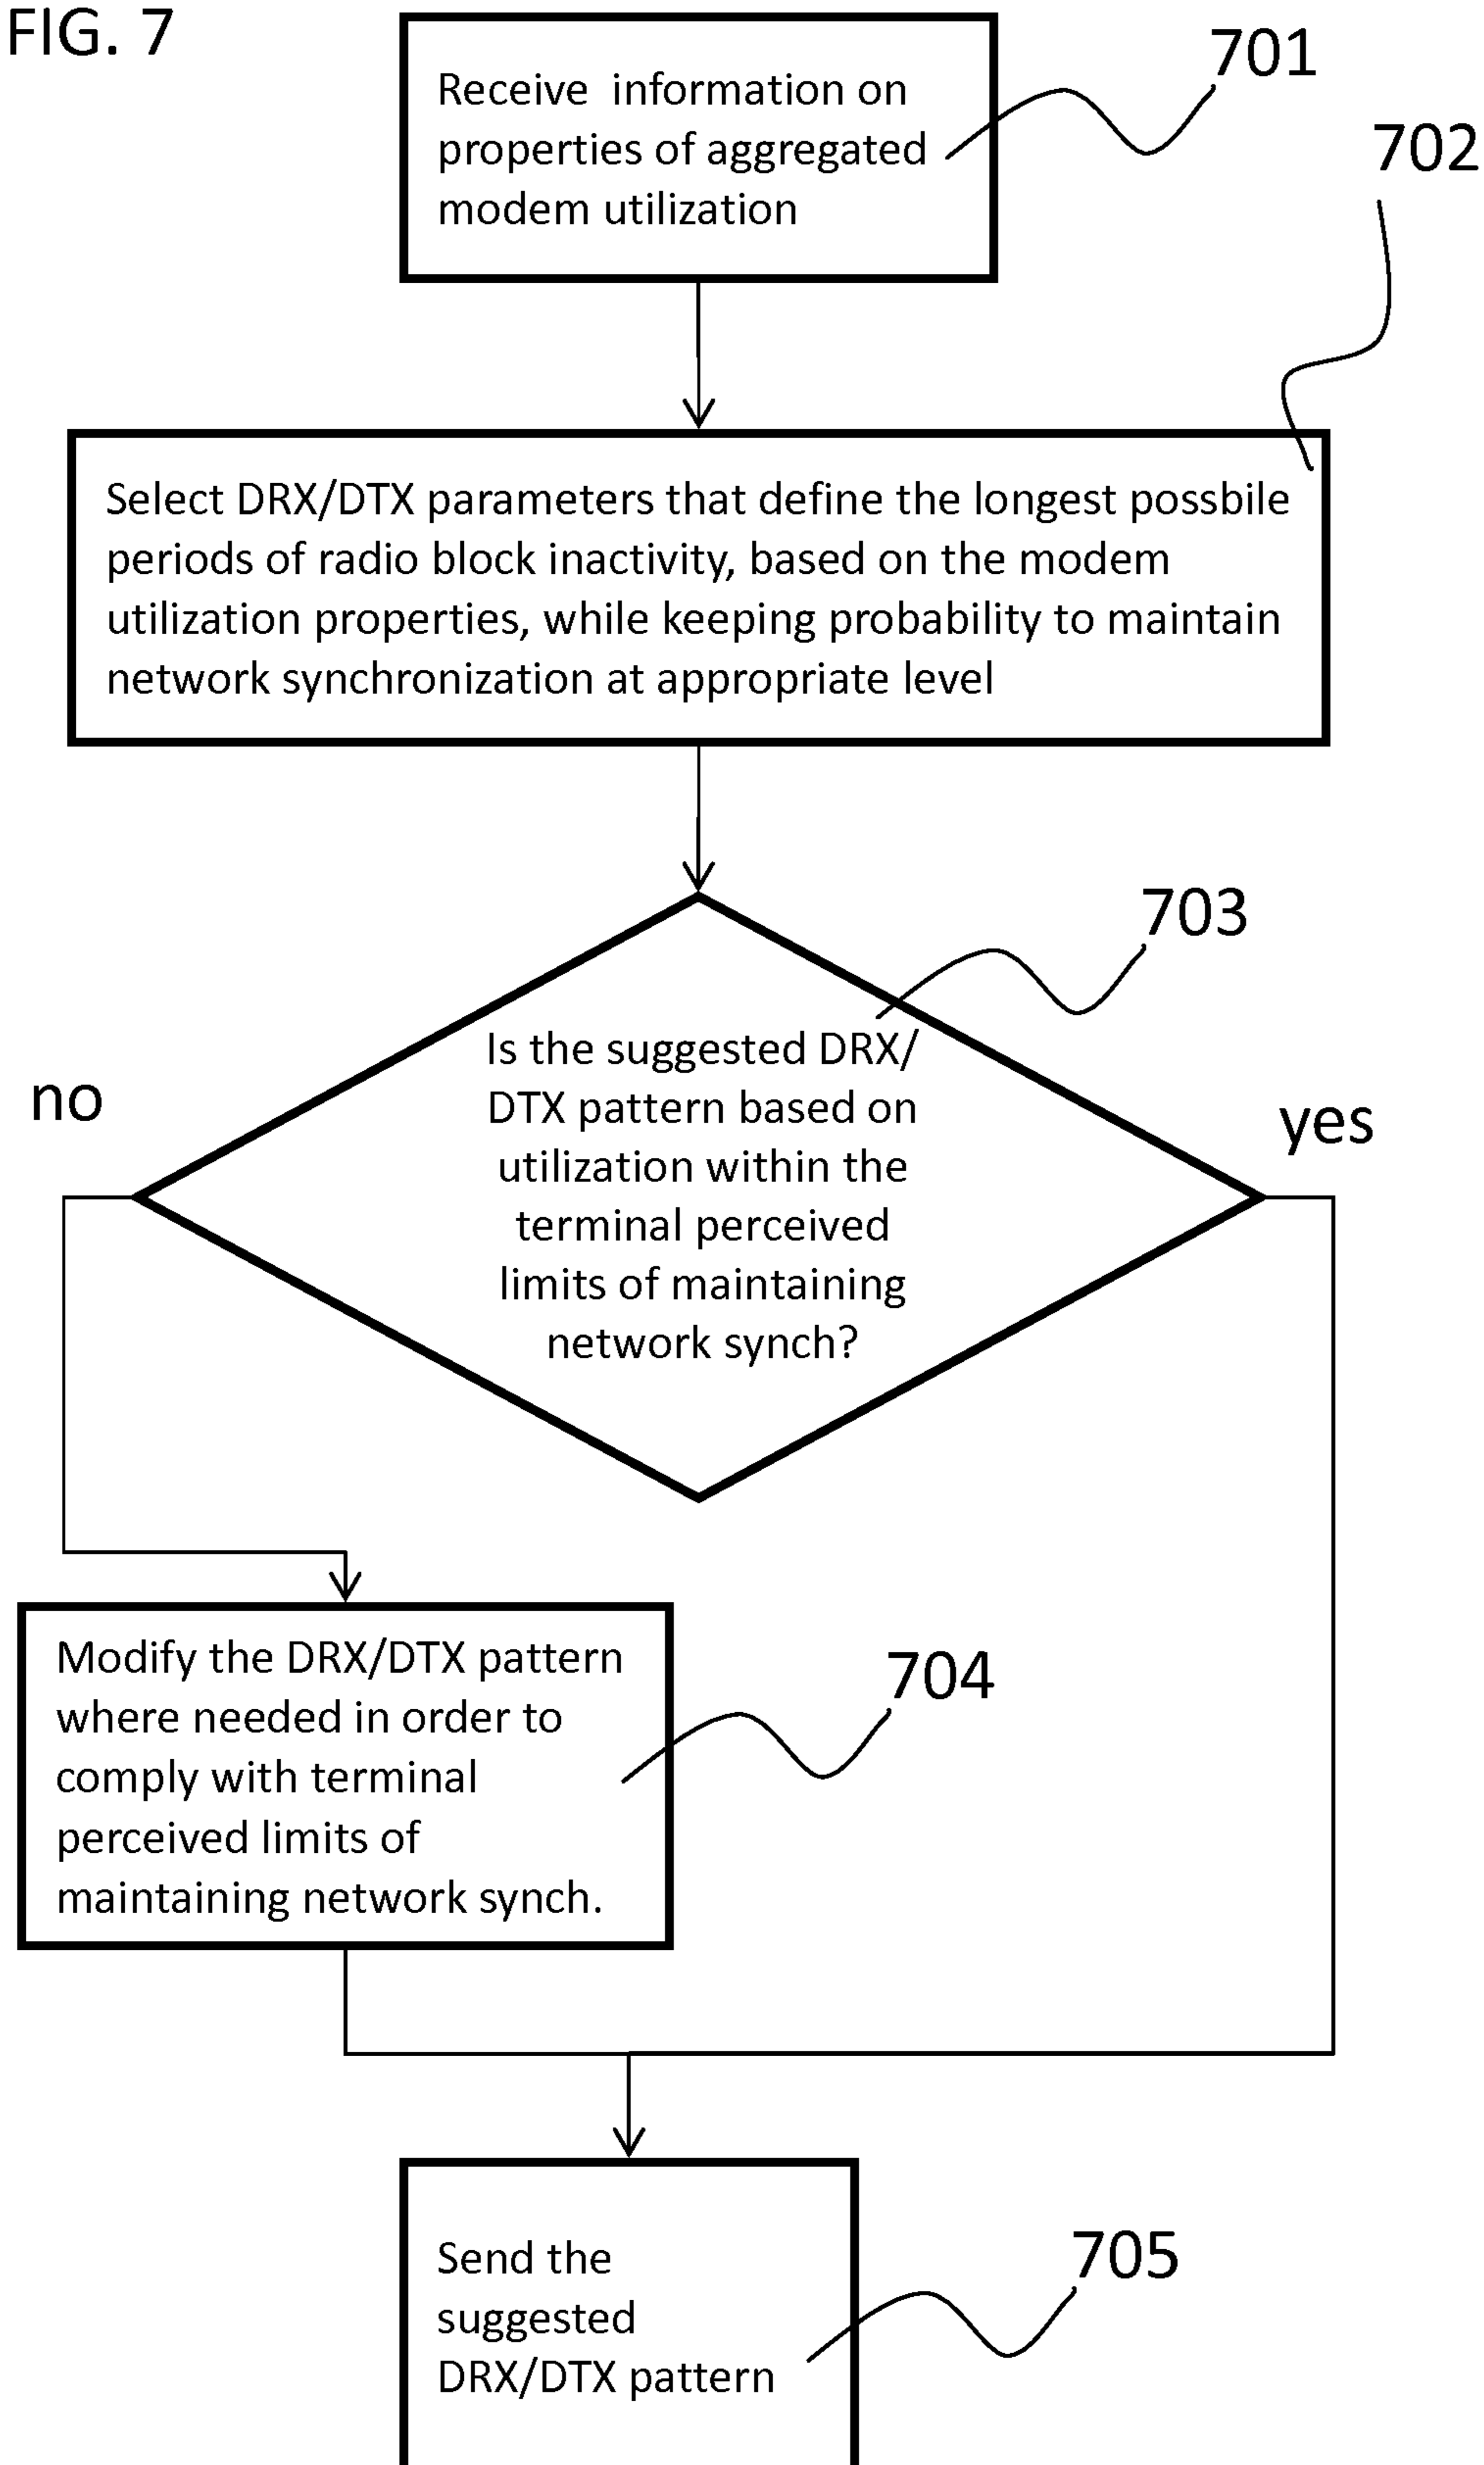 FIG. 7
701
Receive information on
properties of aggregated
modem utilization
702
Select DRX/DTX parameters that define the longest possbile
periods of radio block inactivity, based on the modem
utilization properties, while keeping probability to maintain
network synchronization at appropriate level
703
Is the suggested DRX/
DTX pattern based on
utilization within the
terminal perceived
limits of maintaining
network synch?
no
yes
Modify the DRX/DTX pattern
where needed in order to
comply with terminal
perceived limits of
maintaining network synch.
704
Send the
suggested
DRX/DTX pattern
705